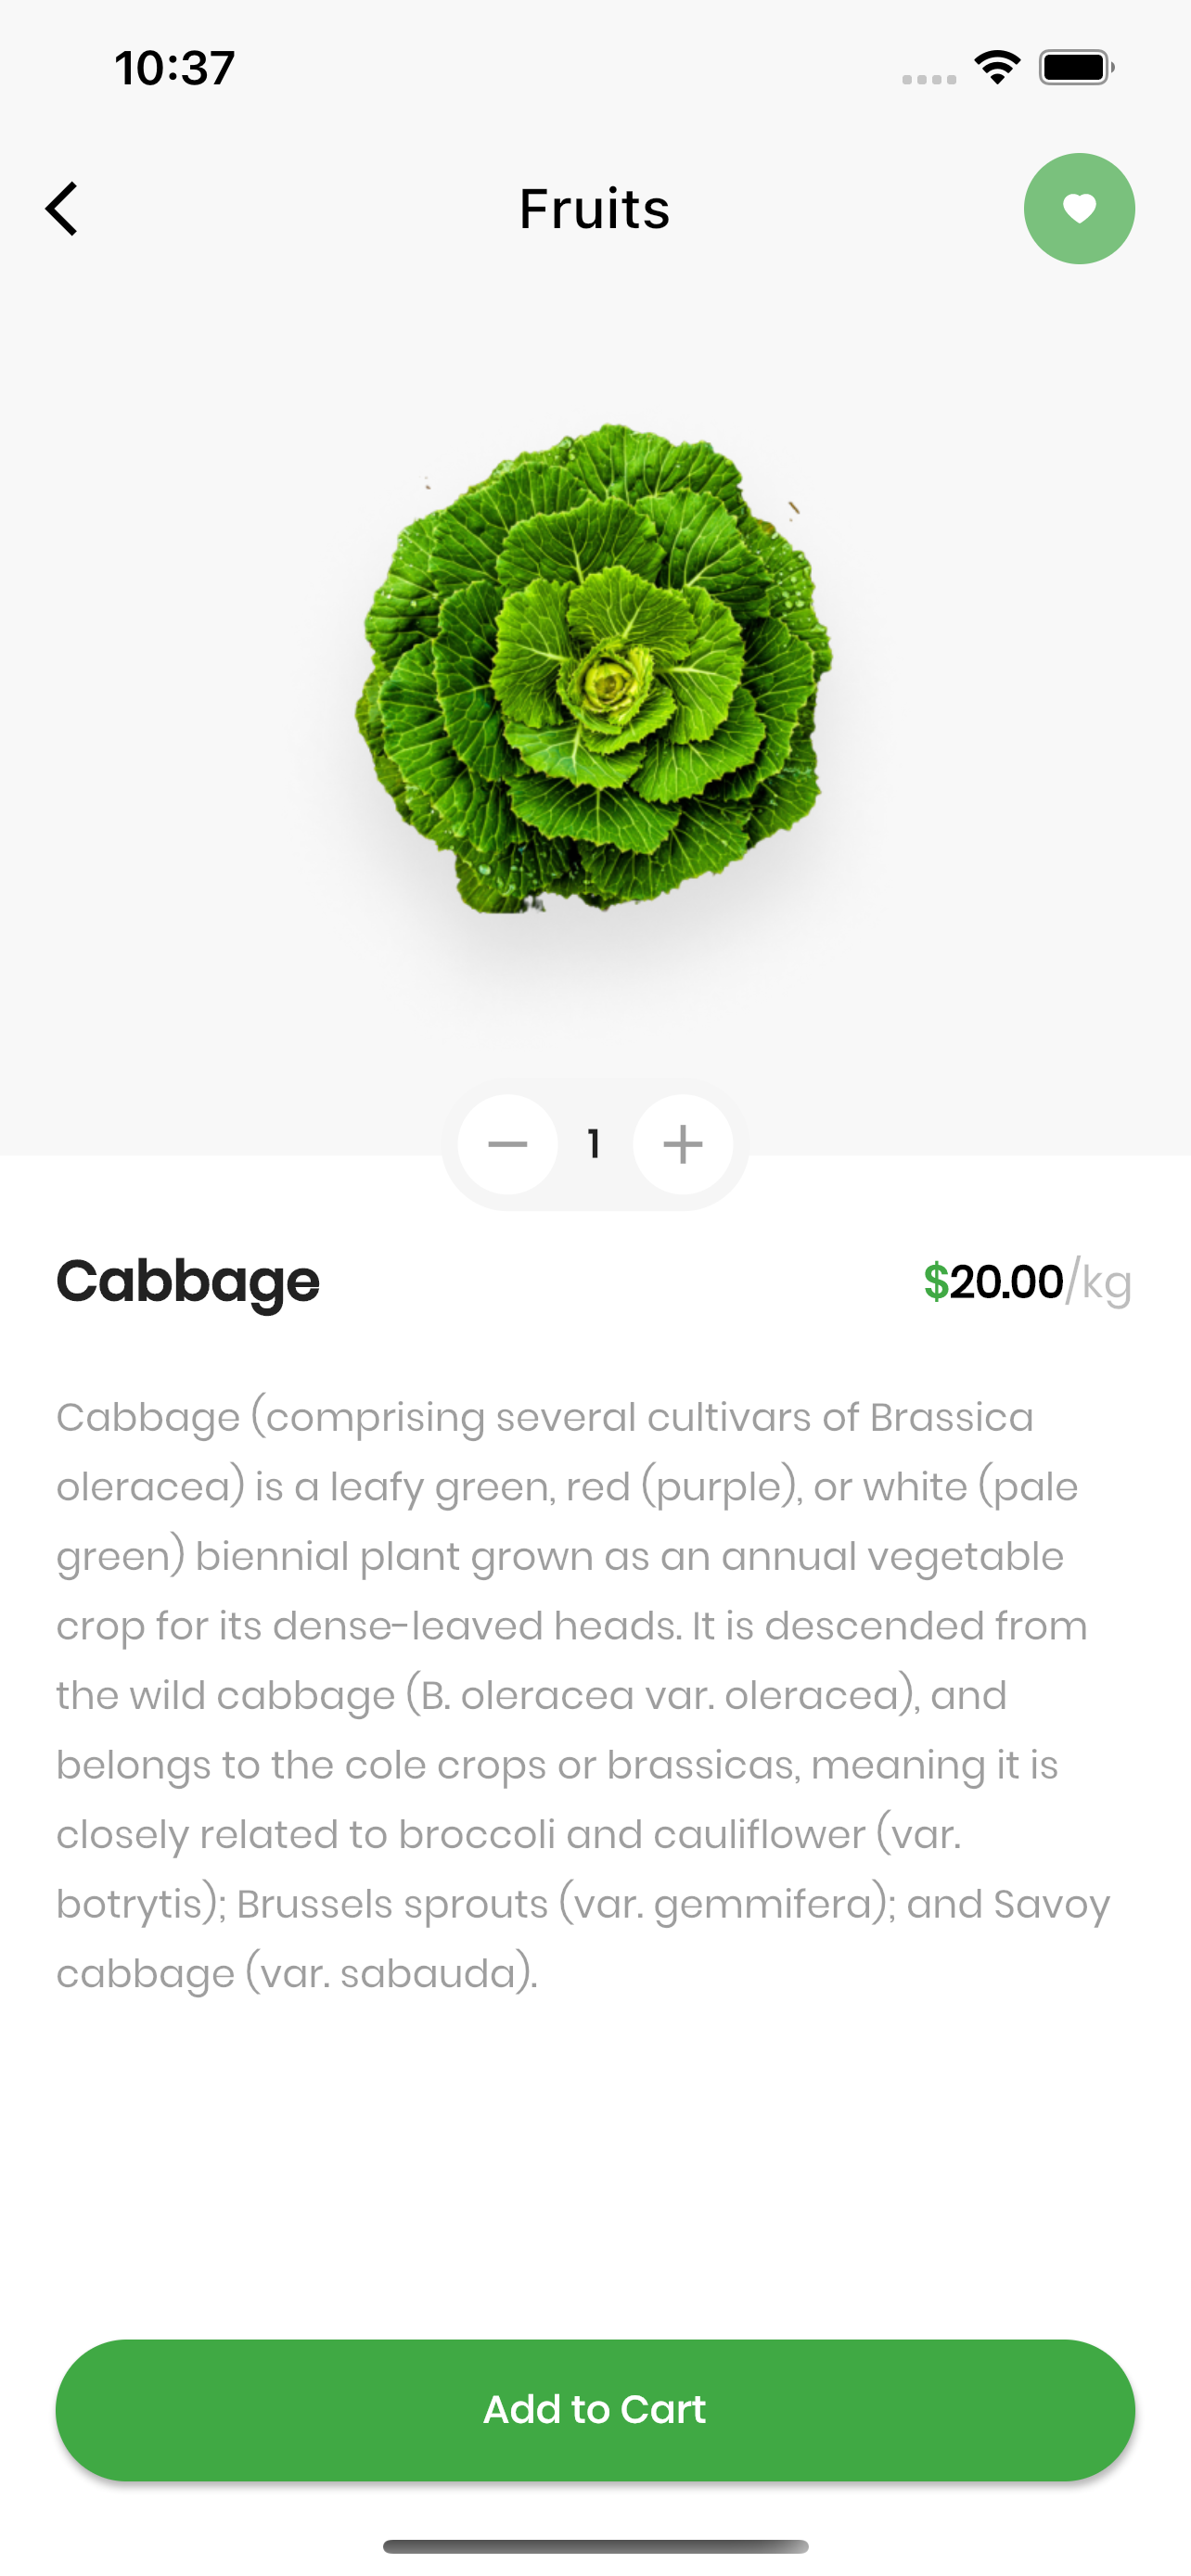 10:37
Fruits
1
Cabbage
$20.00/kg
Cabbage (comprising several cultivars of Brassica
oleracea) is a leafy green, red (purple), or white (pale
green) biennial plant grown as an annual vegetable
crop for its dense-leaved heads. It is descended from
the wild cabbage (B. oleracea var. oleracea), and
belongs to the cole crops or brassicas, meaning it is
closely related to broccoli and cauliflower (var.
botrytis); Brussels sprouts (var. gemmifera); and Savoy
cabbage (var. sabauda).
Add to Cart